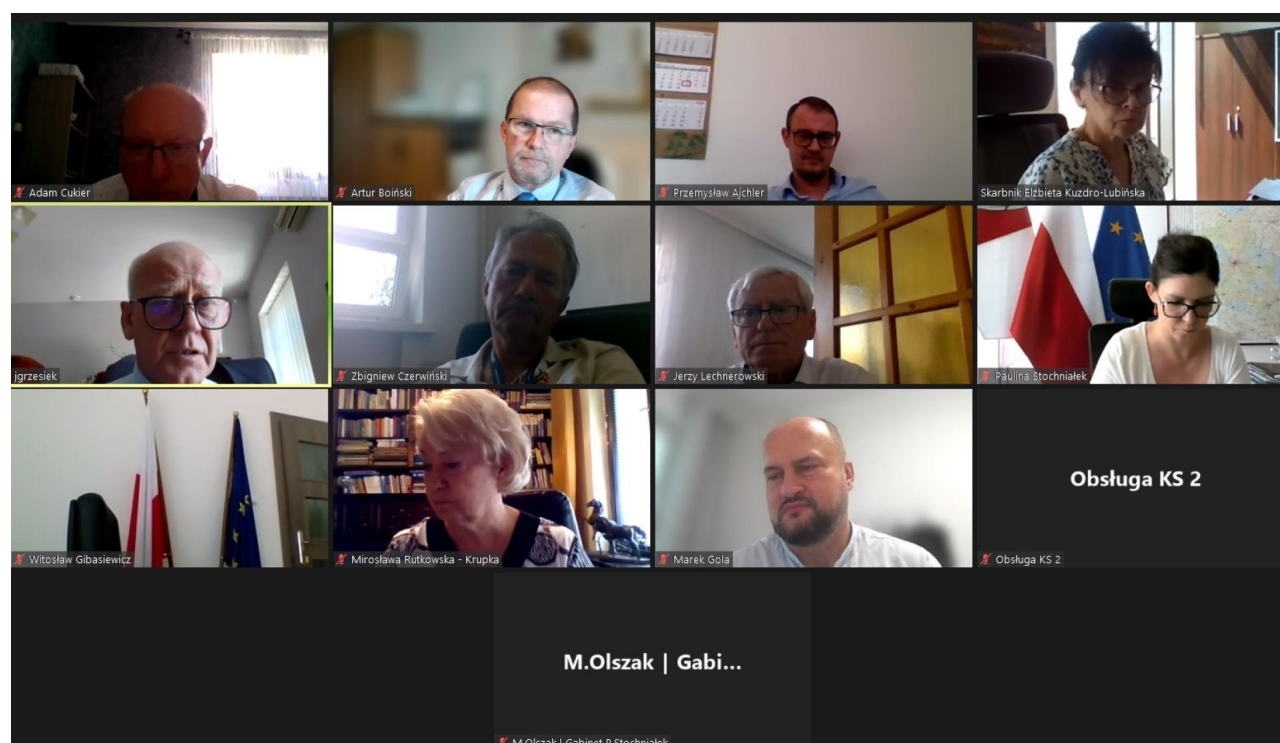 Adam Cukier
Artur Boiński
Przemysław Ajchler
Skarbnik Elżbieta Kuzdro-Lubińska
jgrzesiek
Zbigniew Czerwiński
Jerzy Lechnerowski
Paulina Stochniałek
Witosław Gibasiewicz
Mirosława Rutkowska - Krupka
Marek Gola
Obsługa KS 2
Obsługa KS 2
M.Olszak | Gabi...
M.Olszak | Gabinet P.Stochniałek